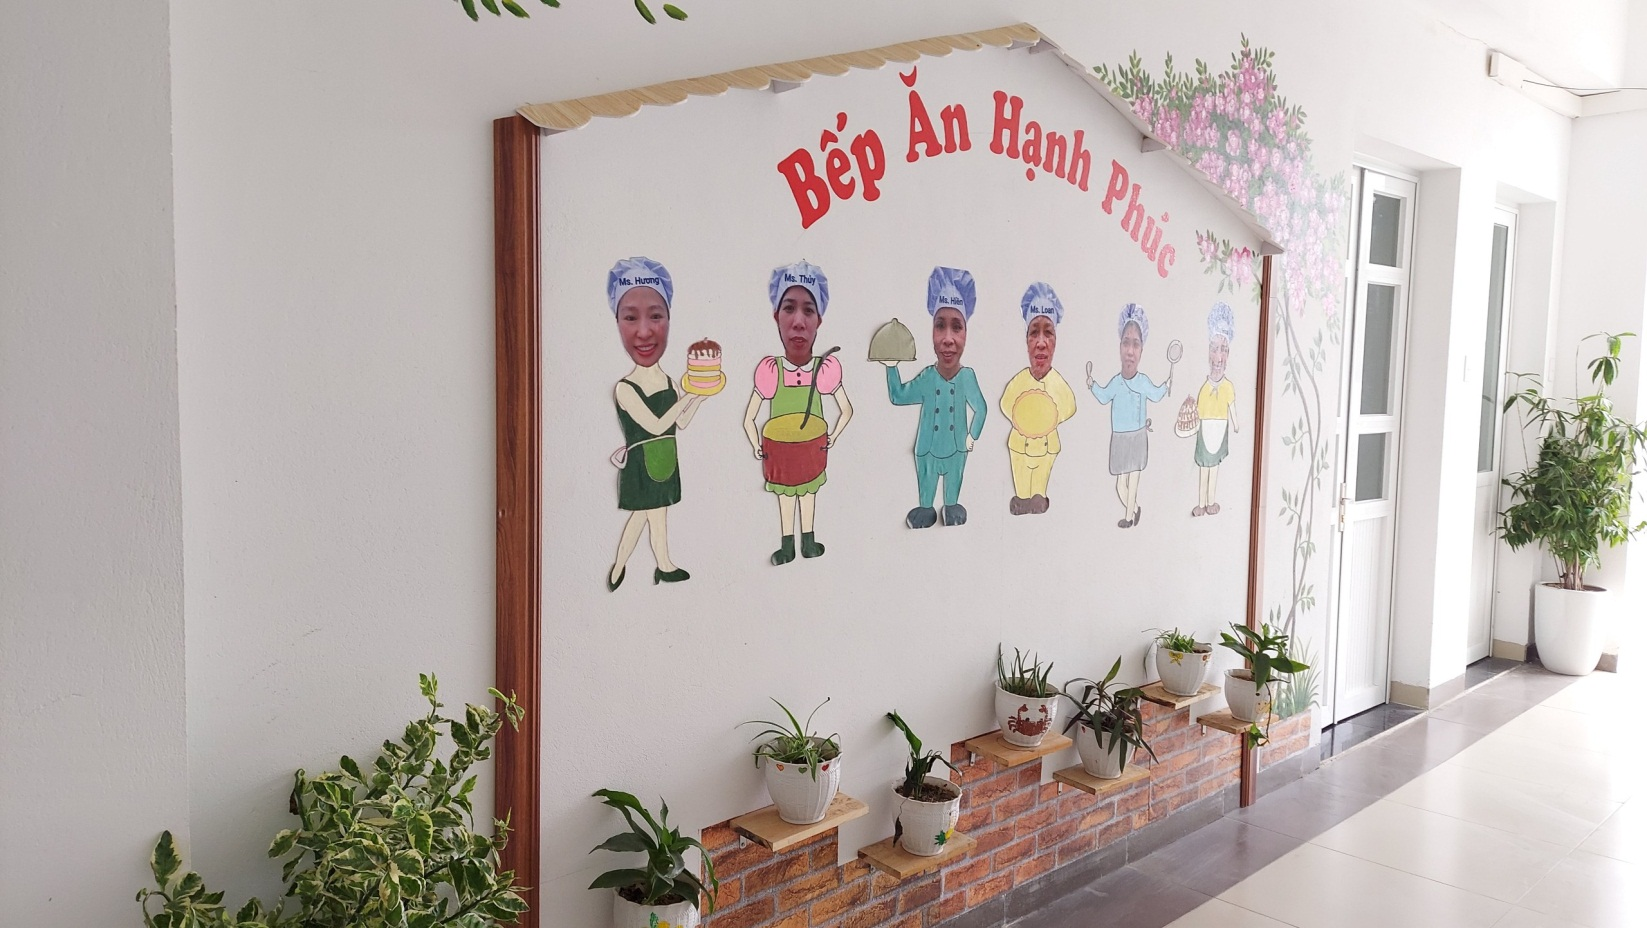 Bếp Ăn Hạnh Phúc
Ms. Hương
Ms. Thủy
Ms. Hiền
Ms. Loan